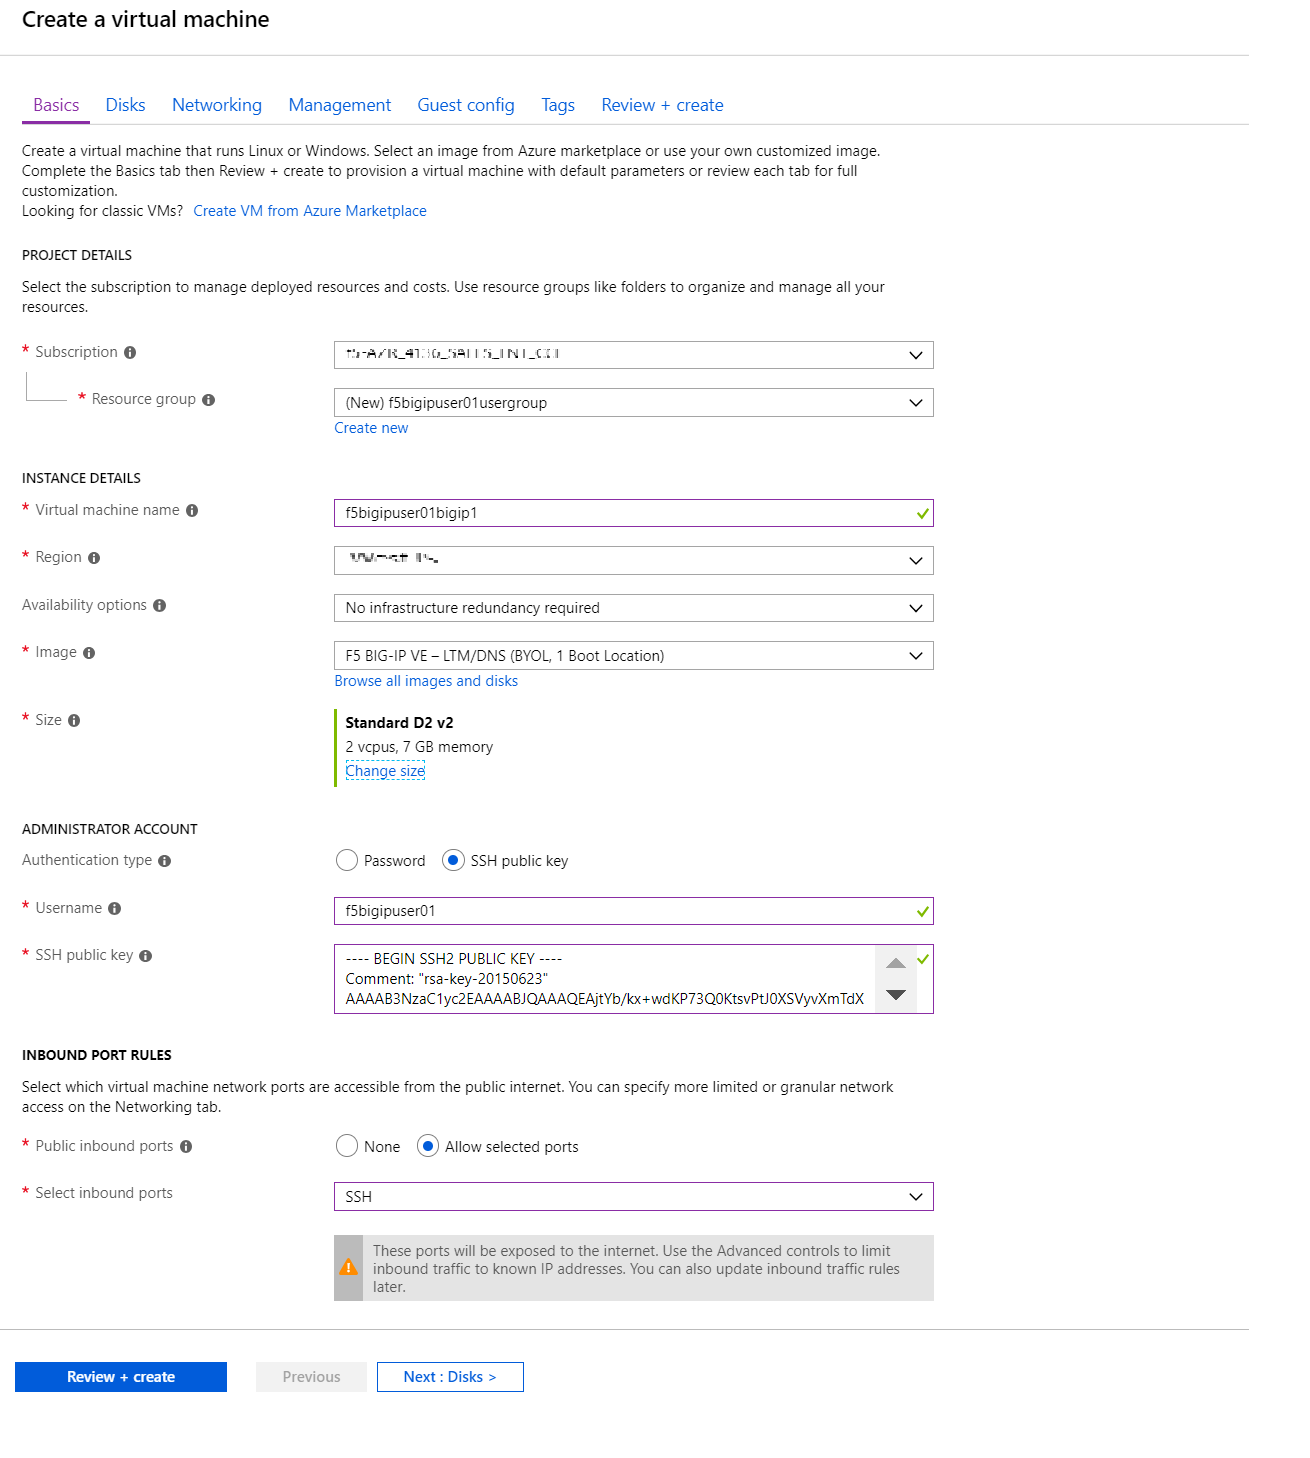 Create a virtual machine
Basics Disks Networking Management Guest config Tags Review + create
Create a virtual machine that runs Linux or Windows. Select an image from Azure marketplace or use your own customized image.
Complete the Basics tab then Review + create to provision a virtual machine with default parameters or review each tab for full
customization.
Looking for classic VMs? Create VM from Azure Marketplace
PROJECT DETAILS
Select the subscription to manage deployed resources and costs. Use resource groups like folders to organize and manage all your
resources.
* Subscription
* Resource group
(New) f5bigipuser01usergroup
Create new
INSTANCE DETAILS
* Virtual machine name
f5bigipuser01bigip1
* Region
Availability options
No infrastructure redundancy required
* Image
F5 BIG-IP VE – LTM/DNS (BYOL, 1 Boot Location)
Browse all images and disks
* Size
Standard D2 v2
2 vcpus, 7 GB memory
Change size
ADMINISTRATOR ACCOUNT
Authentication type
Password SSH public key
* Username
f5bigipuser01
* SSH public key
---- BEGIN SSH2 PUBLIC KEY ----
Comment: "rsa-key-20150623"
AAAAB3NzaC1yc2EAAAABJQAAAQEAjtYb/kx+wdKP73Q0KtsvPtJ0XSVyvXmTdX
INBOUND PORT RULES
Select which virtual machine network ports are accessible from the public internet. You can specify more limited or granular network
access on the Networking tab.
* Public inbound ports
None Allow selected ports
* Select inbound ports
SSH
These ports will be exposed to the internet. Use the Advanced controls to limit
inbound traffic to known IP addresses. You can also update inbound traffic rules
later.
Review + create Previous Next : Disks >